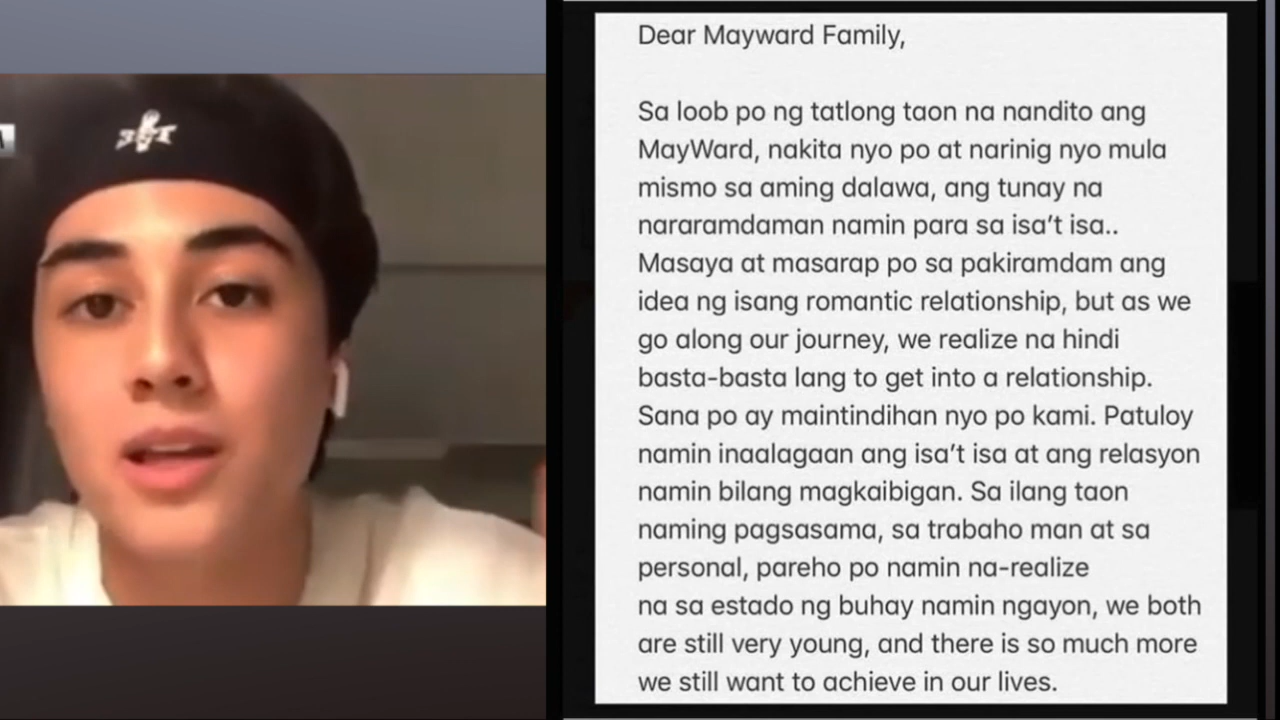 Dear Mayward Family,
Sa loob po ng tatlong taon na nandito ang
MayWard, nakita nyo po at narinig nyo mula
mismo sa aming dalawa, ang tunay na
nararamdaman namin para sa isa’t isa..
Masaya at masarap po sa pakiramdam ang
idea ng isang romantic relationship, but as we
go along our journey, we realize na hindi
basta-basta lang to get into a relationship.
Sana po ay maintindihan nyo po kami. Patuloy
namin inaalagaan ang isa’t isa at ang relasyon
namin bilang magkaibigan. Sa ilang taon
naming pagsasama, sa trabaho man at sa
personal, pareho po namin na-realize
na sa estado ng buhay namin ngayon, we both
are still very young, and there is so much more
we still want to achieve in our lives.